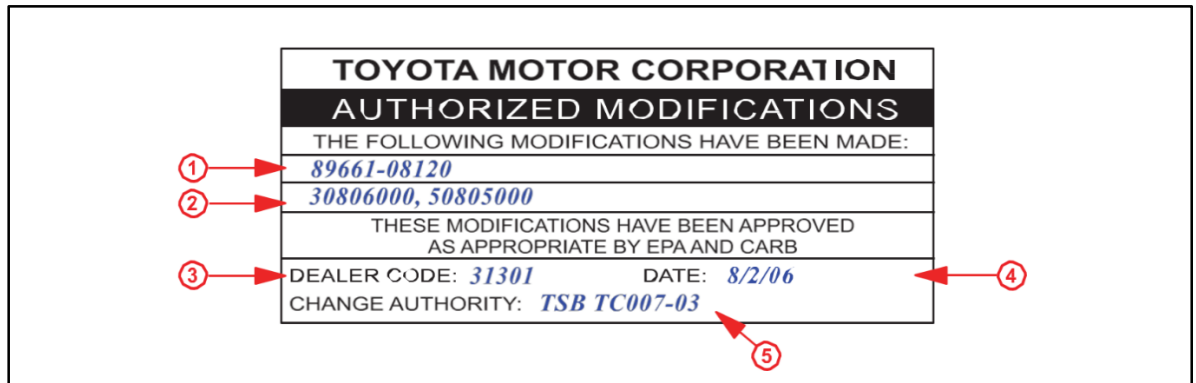 TOYOTA MOTOR CORPORATION
AUTHORIZED MODIFICATIONS
THE FOLLOWING MODIFICATIONS HAVE BEEN MADE:
1 89661-08120
2 30806000, 50805000
THESE MODIFICATIONS HAVE BEEN APPROVED
AS APPROPRIATE BY EPA AND CARB
3 DEALER CODE: 31301 DATE: 8/2/06 4
CHANGE AUTHORITY: TSB TC007-03
5